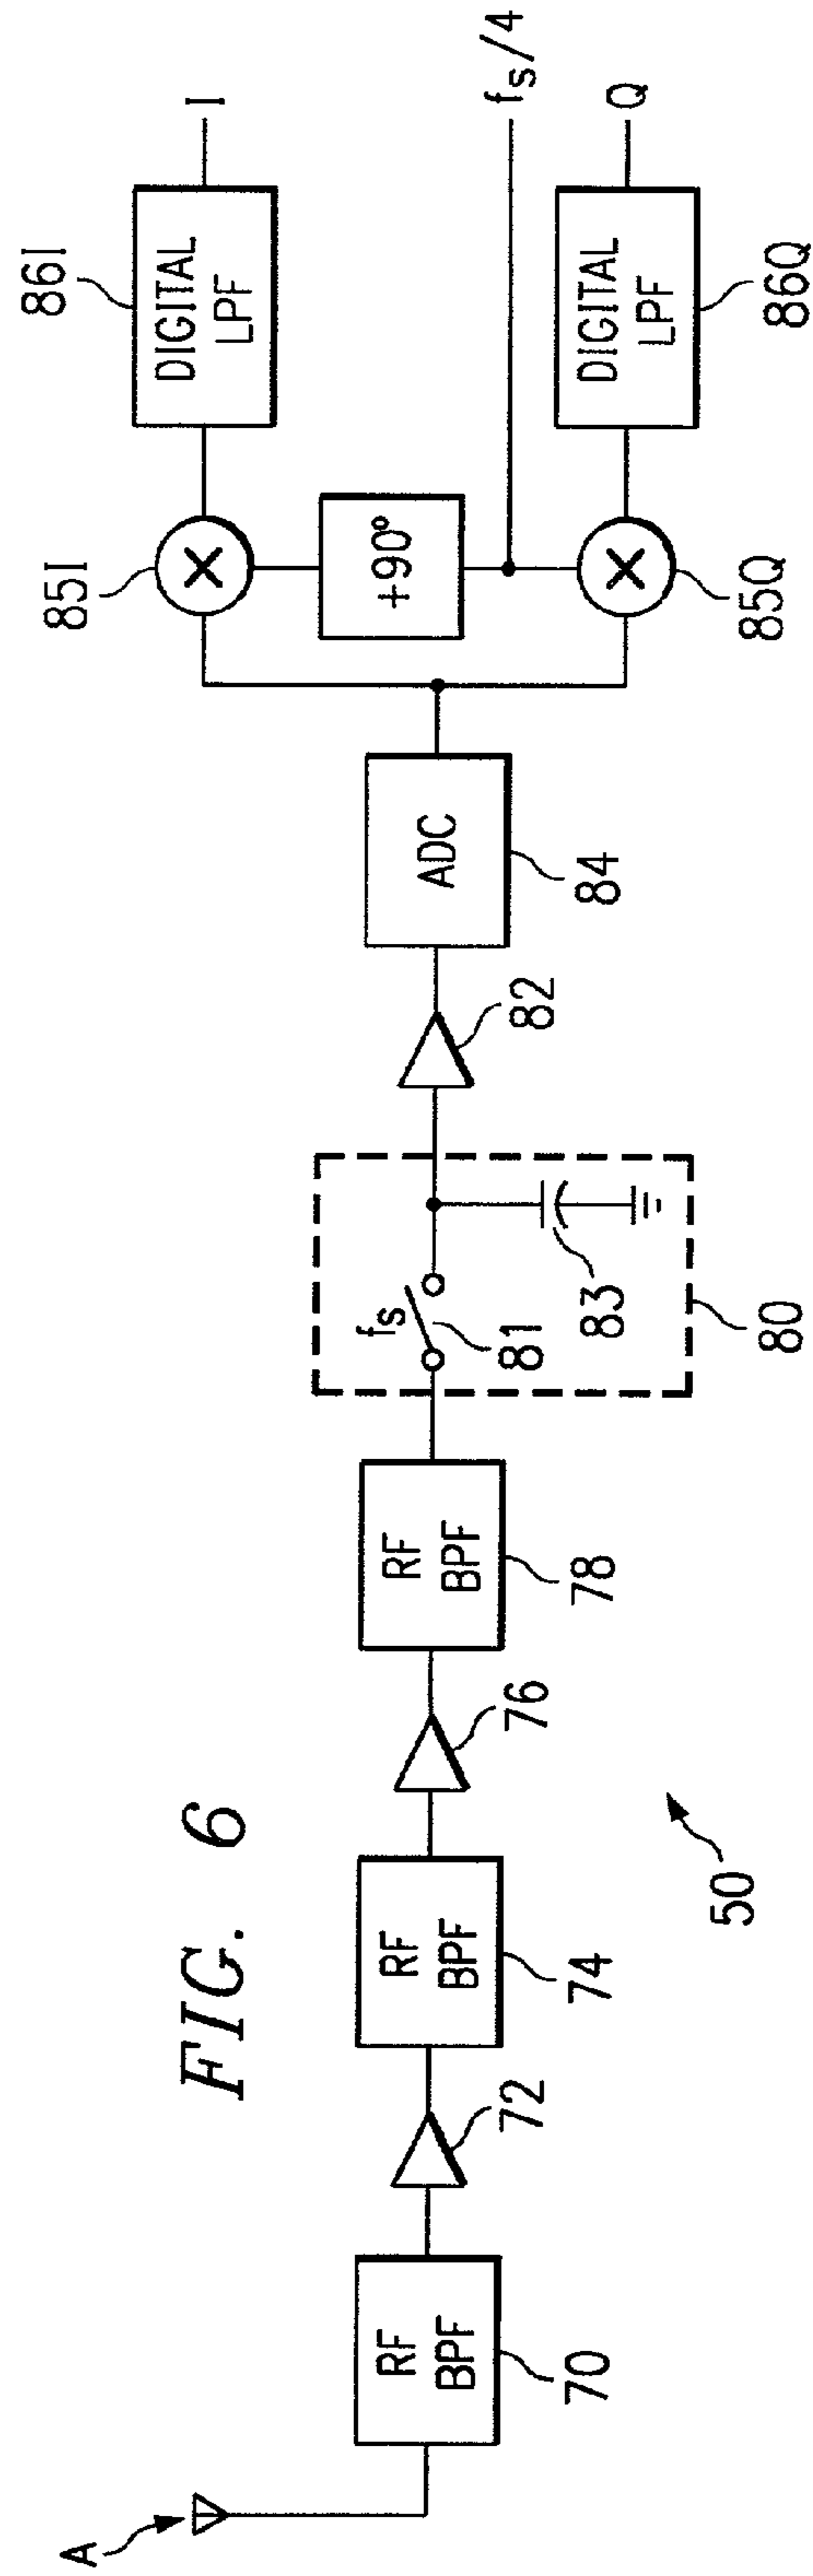 FIG. 6
A
RF
BPF
70
72
RF
BPF
74
76
50
RF
BPF
78
fs
81
83
80
82
ADC
84
85I
+90°
85Q
86I
DIGITAL
LPF
I
fs/4
DIGITAL
LPF
86Q
Q